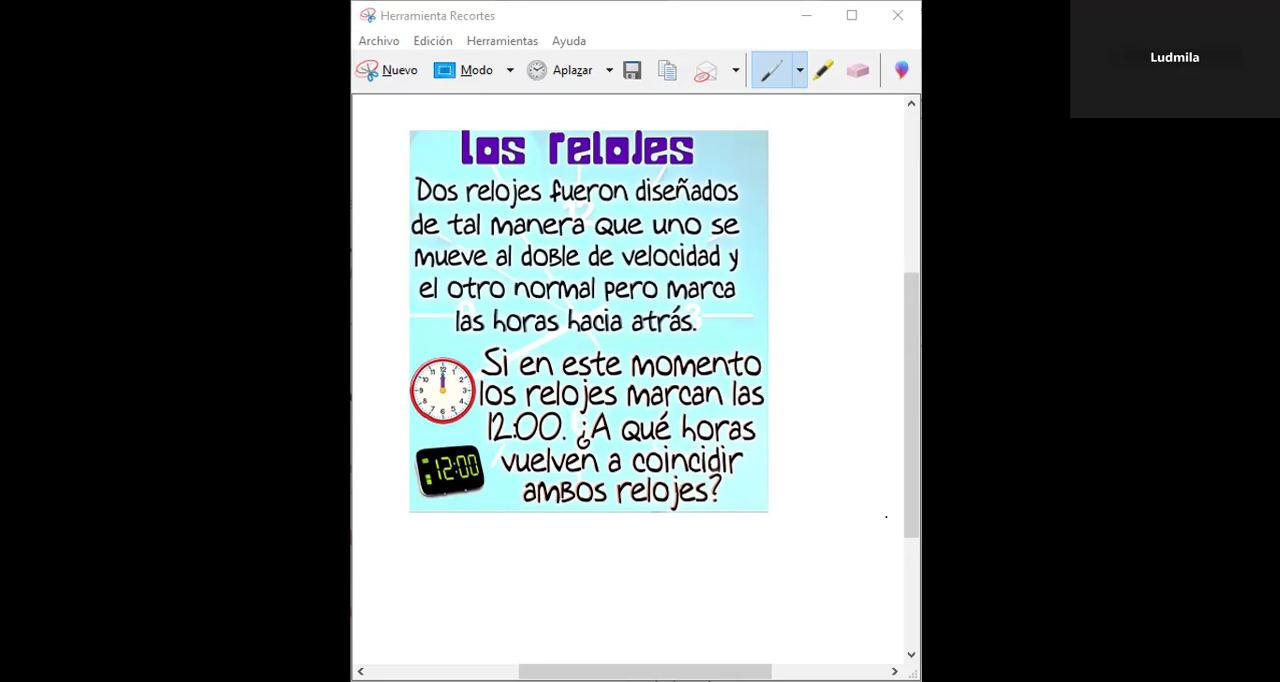 Herramienta Recortes
Archivo Edición Herramientas Ayuda
Nuevo Modo Aplazar
Ludmila
los relojes
Dos relojes fueron diseñados
de tal manera que uno se
mueve al doble de velocidad y
el otro normal pero marca
las horas hacia atrás.
Si en este momento
los relojes marcan las
12:00. ¿A qué horas
vuelven a coincidir
ambos relojes?
12:00